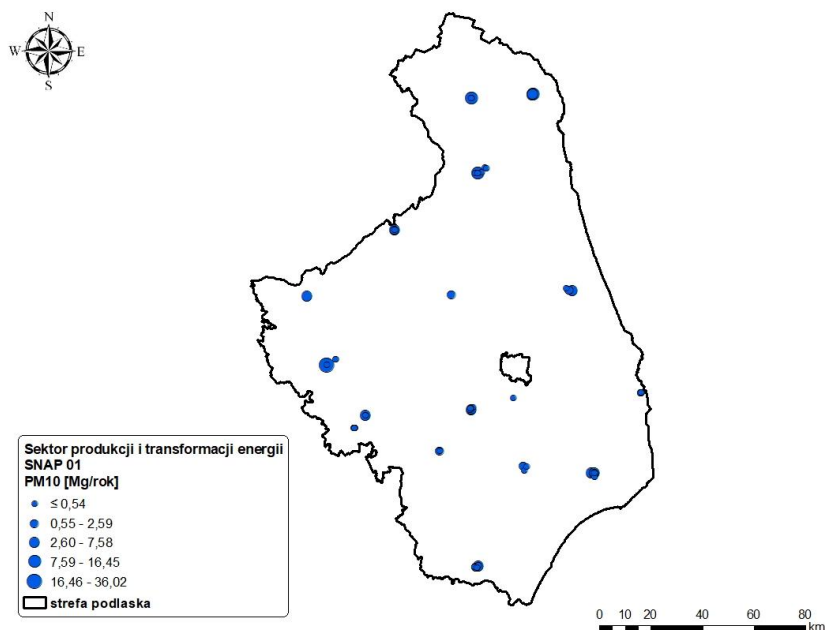 N
W E
S
Sektor produkcji i transformacji energii
SNAP 01
PM10 [Mg/rok]
≤ 0,54
0,55 - 2,59
2,60 - 7,58
7,59 - 16,45
16,46 - 36,02
strefa podlaska
0 10 20 40 60 80
km